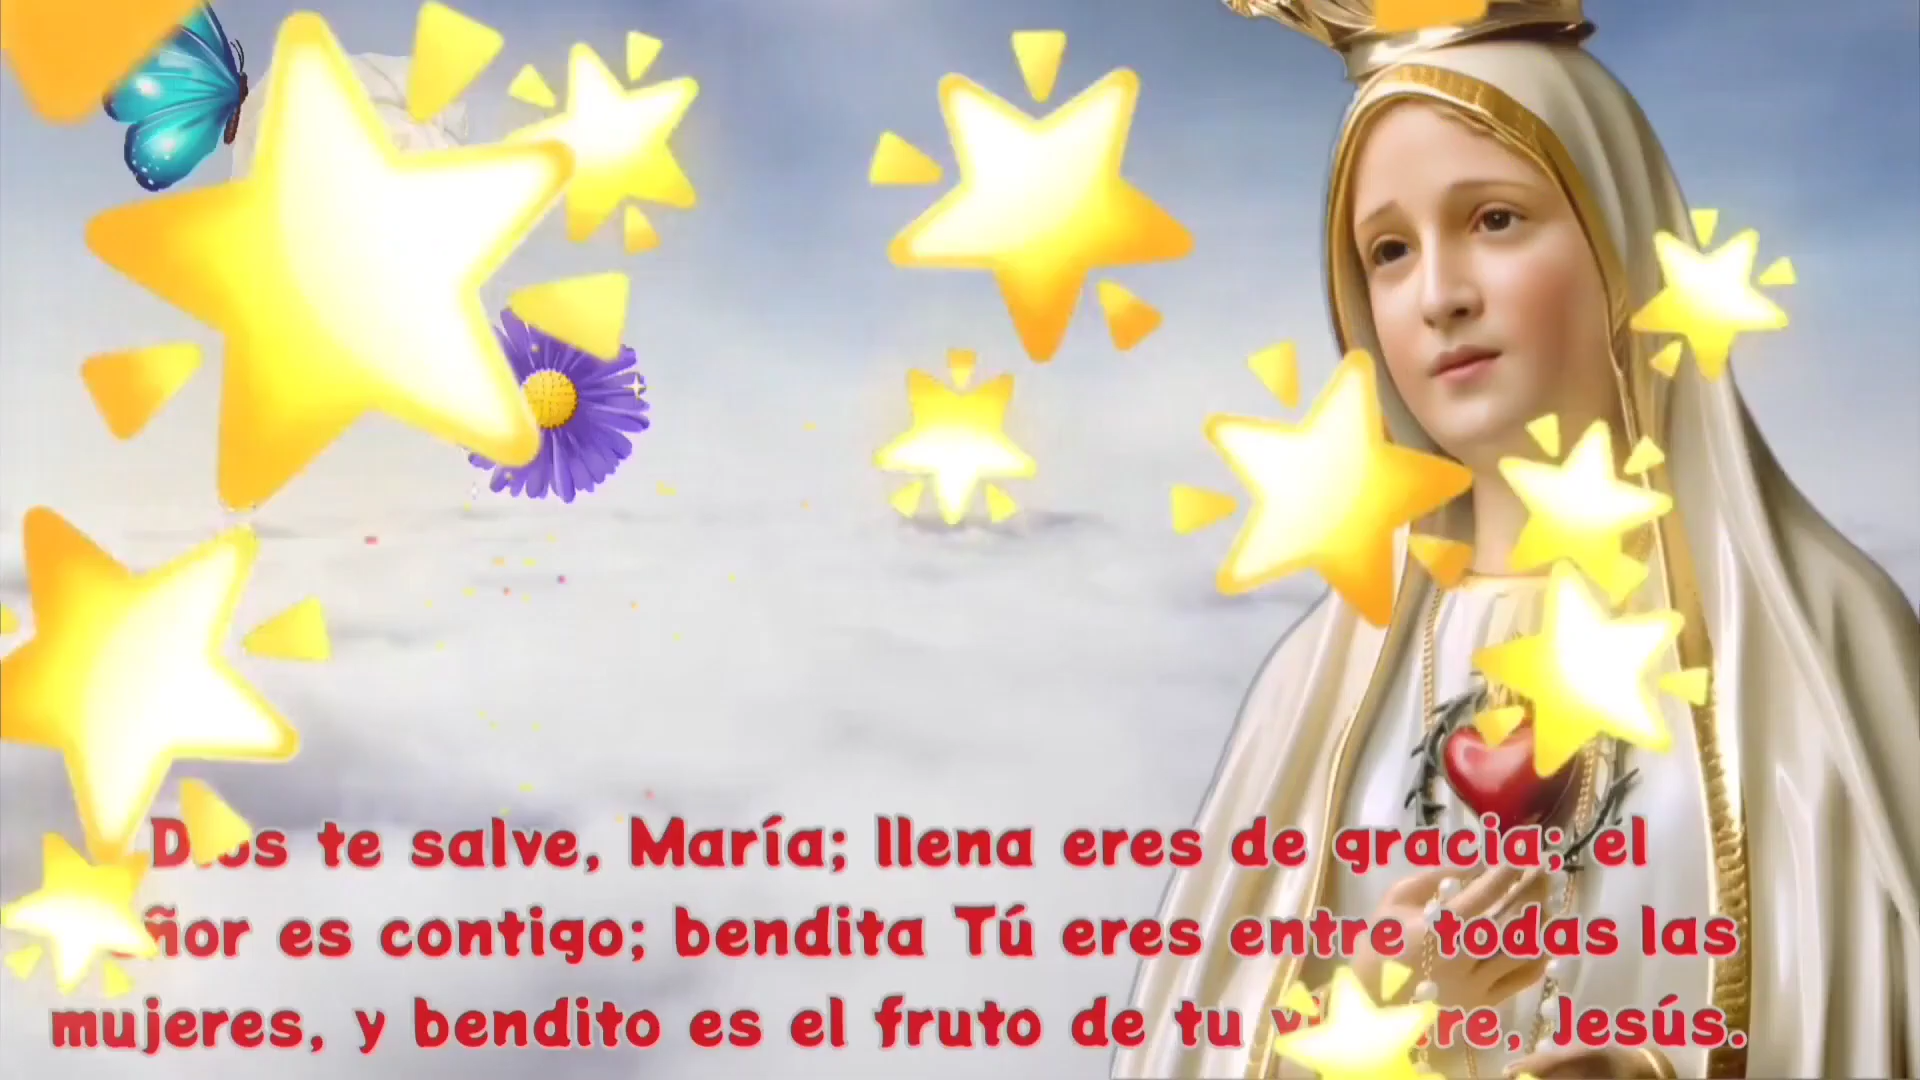 te salve, María; llena eres de gracia; el
es contigo; bendita Tú eres entre todas las
mujeres, y bendito es el fruto de tu Jesús.